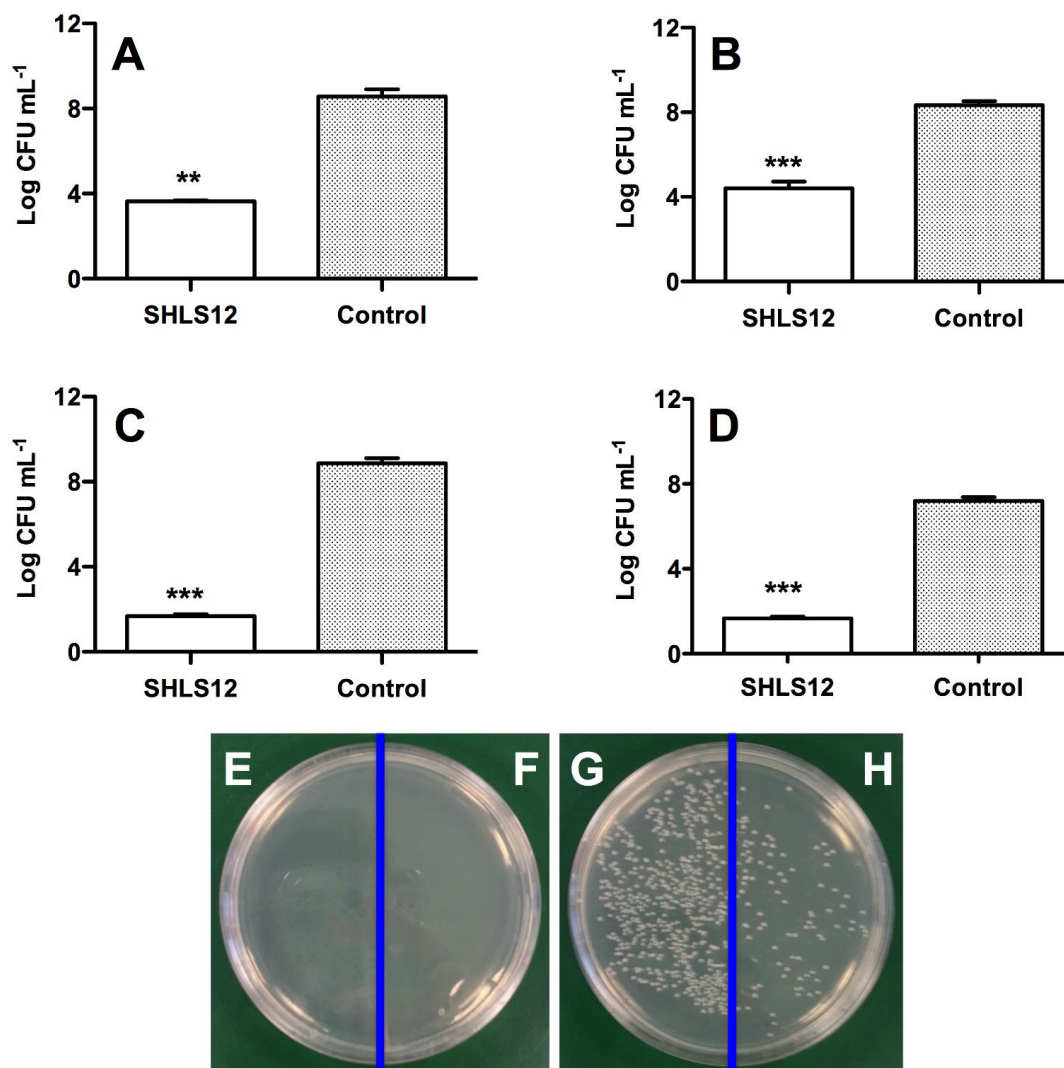 A
Log CFU mL-1
12
8
4
0
**
SHLS12 Control
B
Log CFU mL-1
12
8
4
0
***
SHLS12 Control
C
Log CFU mL-1
12
8
4
0
***
SHLS12 Control
D
Log CFU mL-1
12
8
4
0
***
SHLS12 Control
E F G H